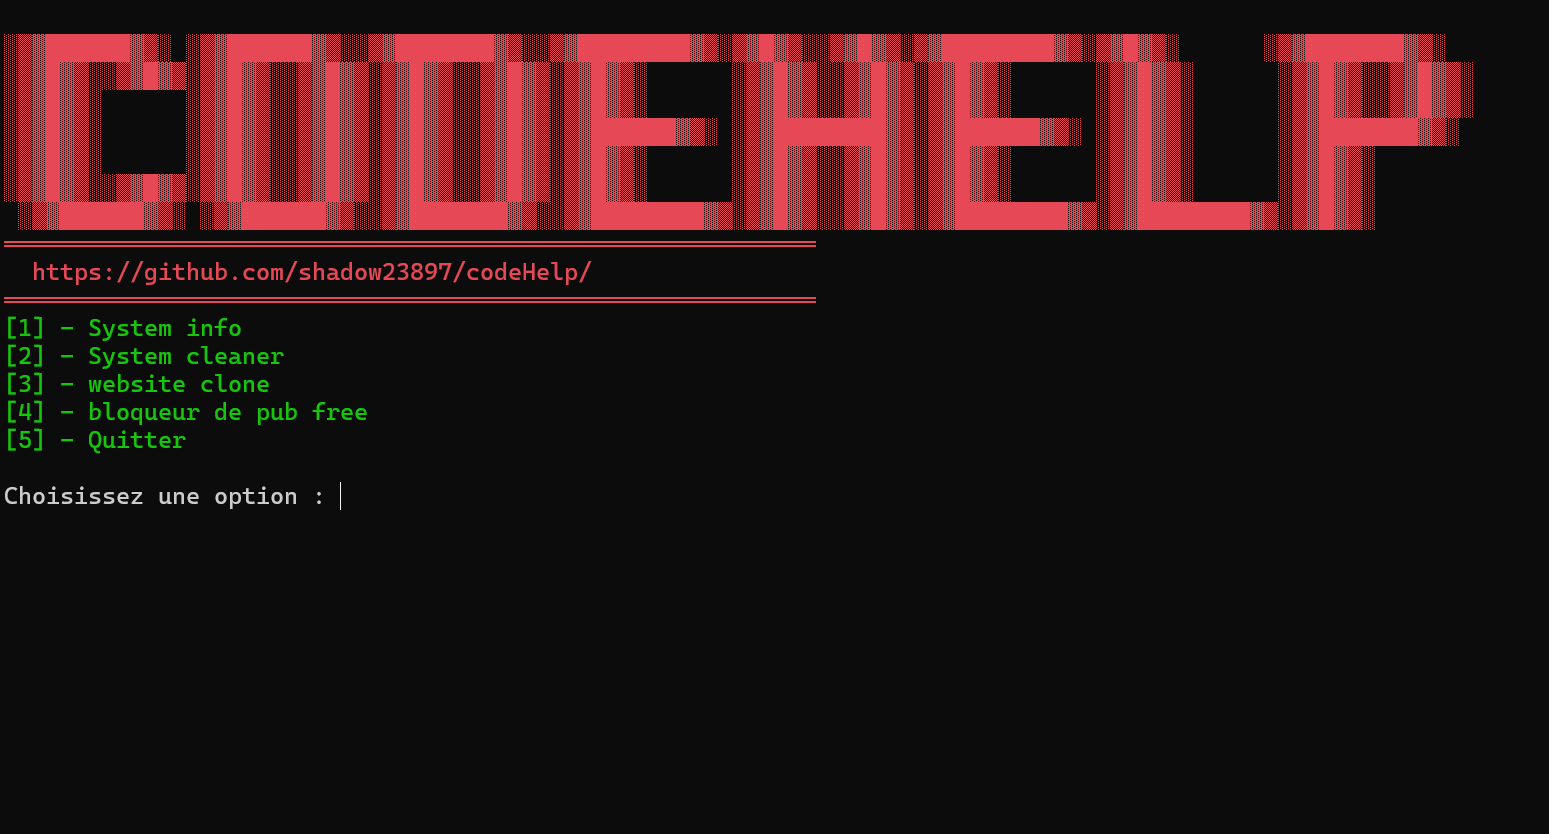 CODEHELP
https://github.com/shadow23897/codeHelp/
[1] - System info
[2] - System cleaner
[3] - website clone
[4] - bloqueur de pub free
[5] - Quitter
Choisissez une option :